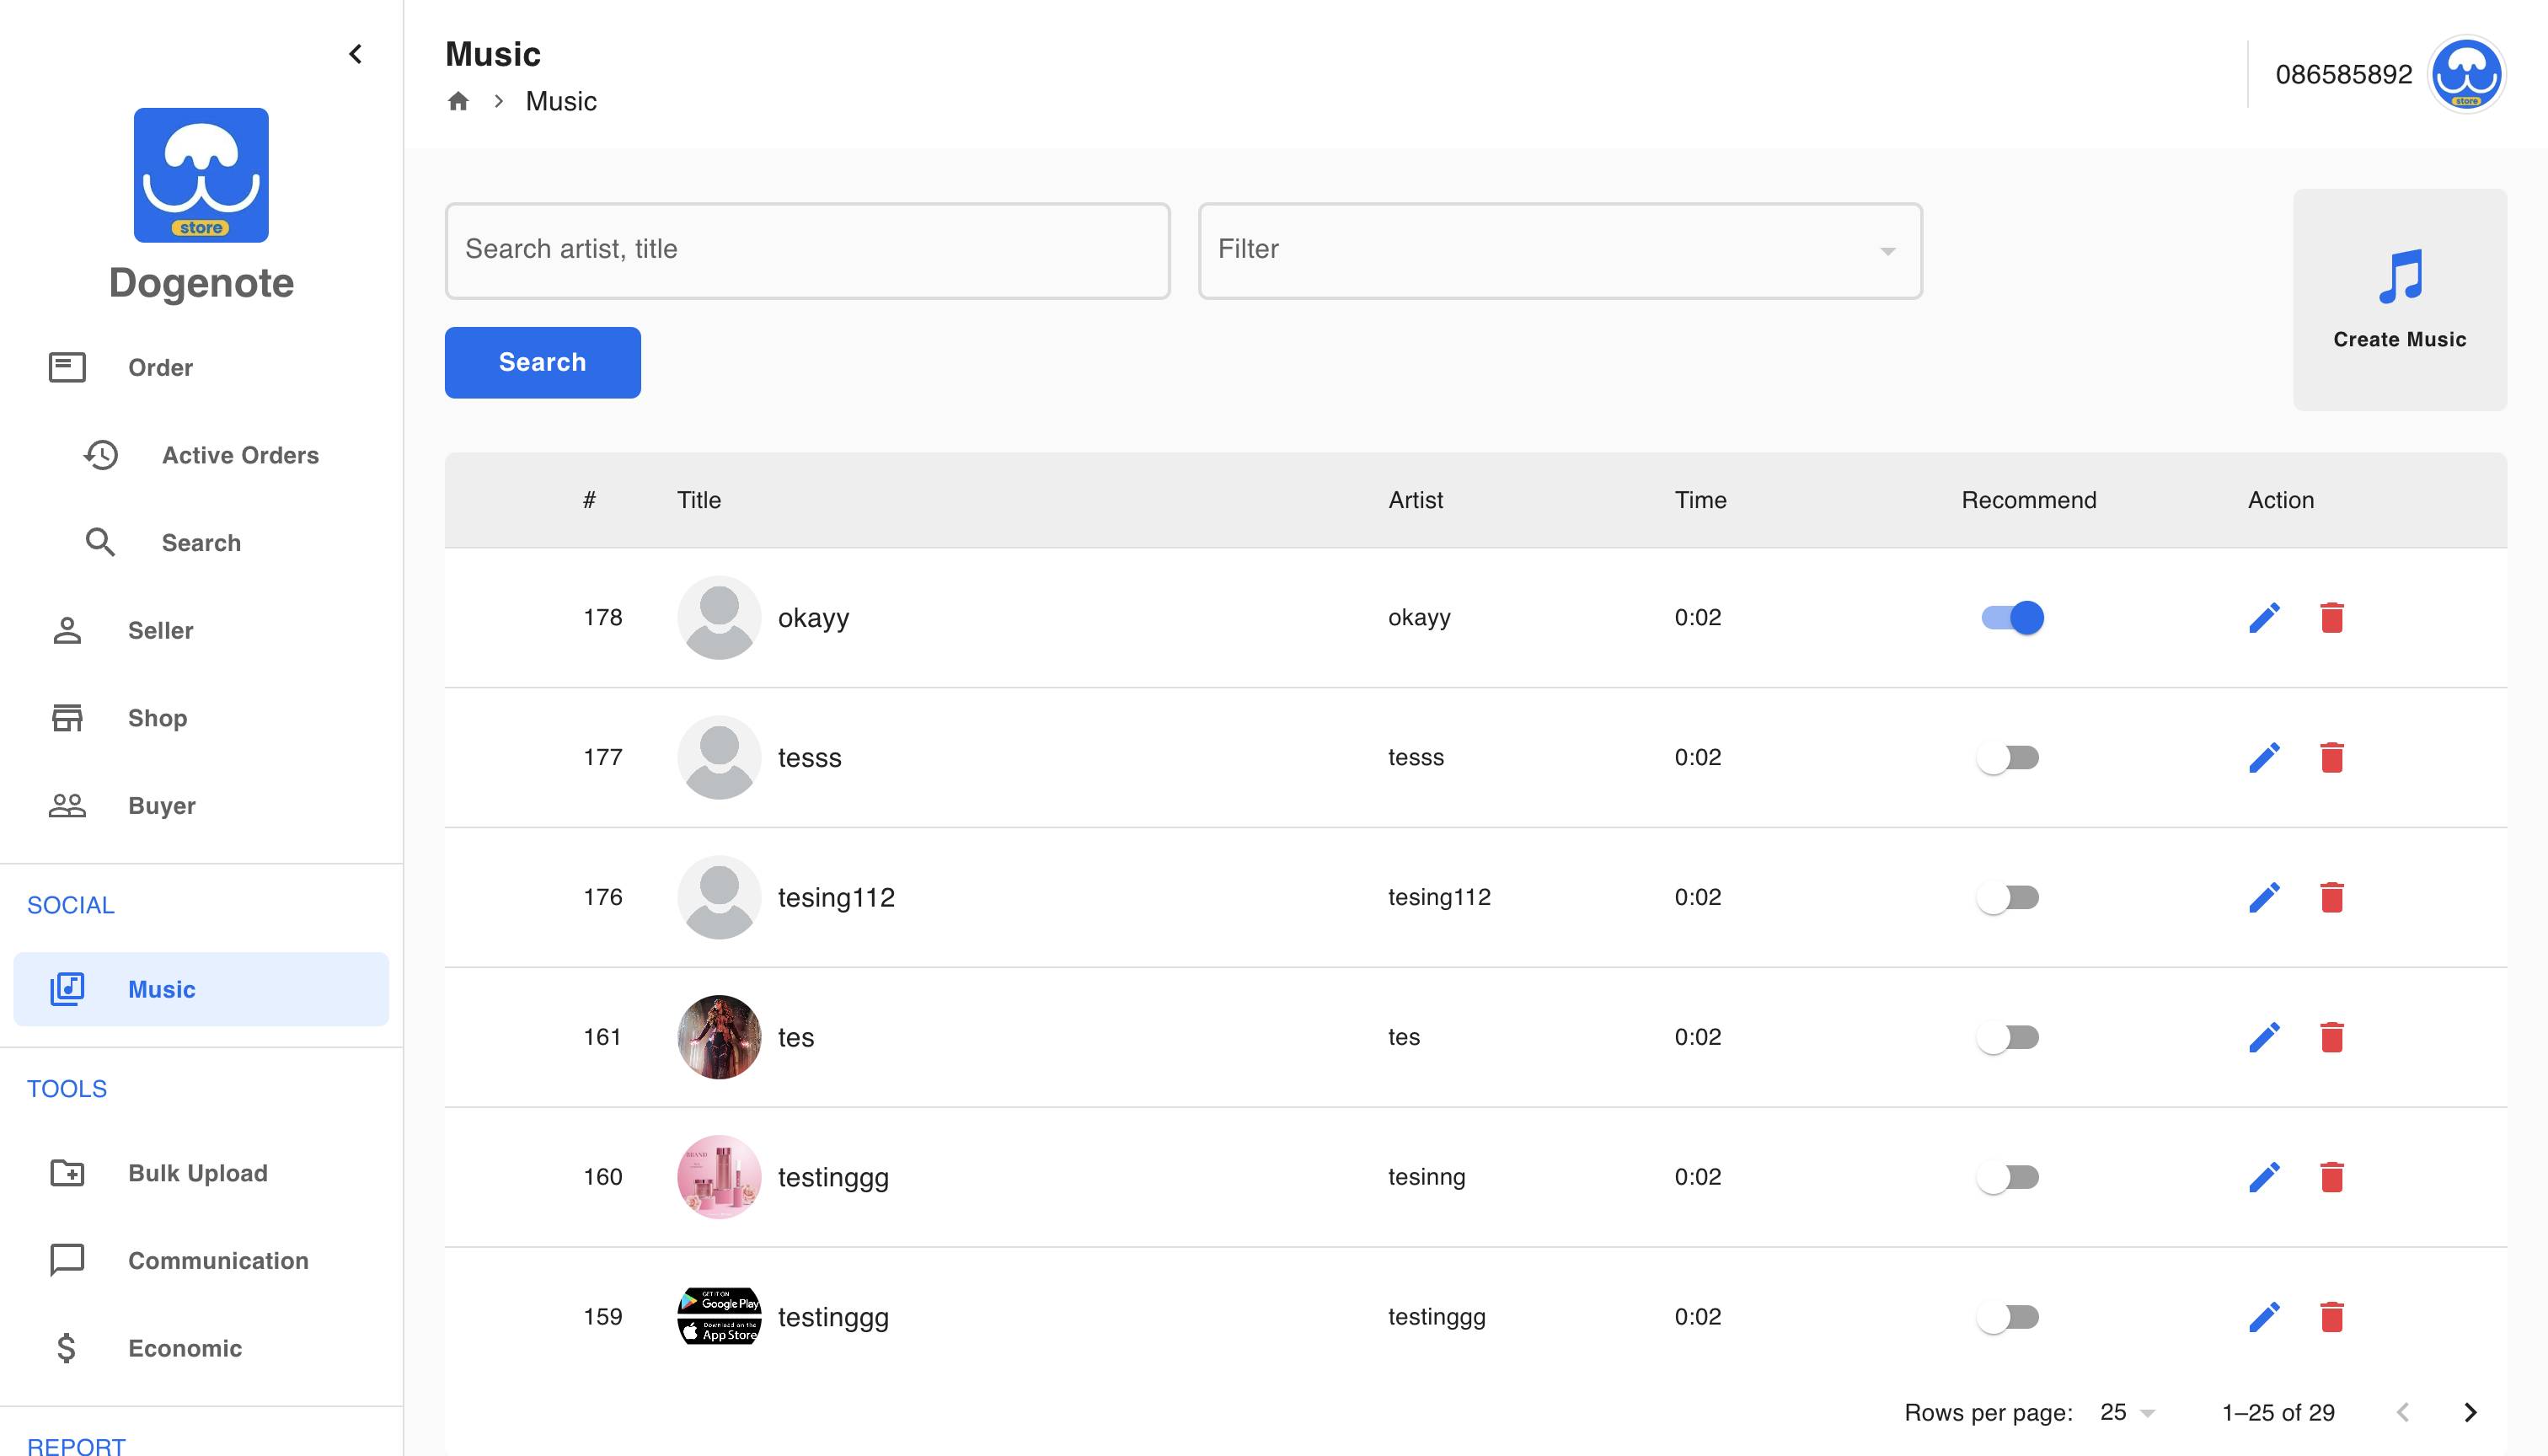 Music
Music
086585892
store
store
Dogenote
Order
Active Orders
Search
Seller
Shop
Buyer
SOCIAL
Music
TOOLS
Bulk Upload
Communication
Economic
REPORT
Search artist, title
Filter
Search
Create Music
# Title Artist Time Recommend Action
178 okayy okayy 0:02
177 tesss tesss 0:02
176 tesing112 tesing112 0:02
161 tes tes 0:02
BRAND
160 testinggg tesinng 0:02
GET IT ON
Google Play
Download on the
App Store
159 testinggg testinggg 0:02
Rows per page: 25 1–25 of 29